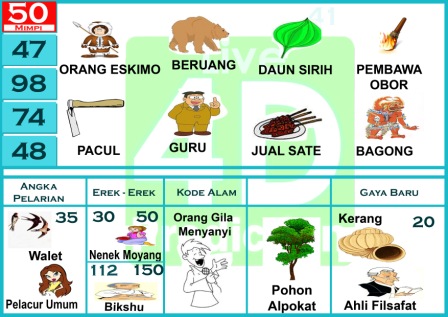 50
MIMPI
47
98
74
48
ORANG ESKIMO
BERUANG
DAUN SIRIH
PEMBAWA
OBOR
PACUL
GURU
JUAL SATE
BAGONG
41
Live
4D
ANGKA
PELARIAN
EREK - EREK
KODE ALAM
GAYA BARU
35
Walet
Pelacur Umum
30 50
Nenek Moyang
112 150
Bikshu
Orang Gila
Menyanyi
Pohon
Alpokat
Kerang
20
Ahli Filsafat